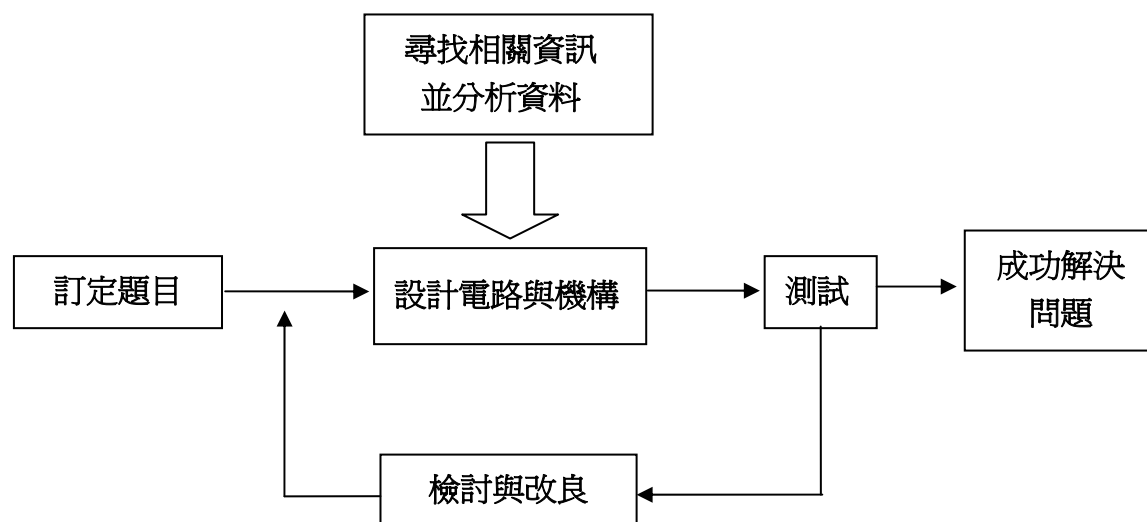 尋找相關資訊
並分析資料
訂定題目
設計電路與機構
測試
成功解決
問題
檢討與改良